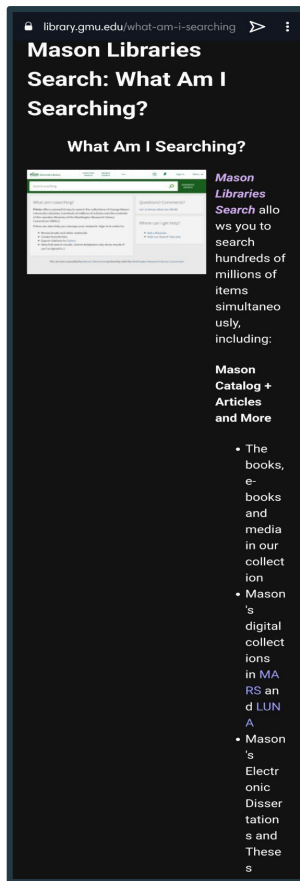 library.gmu.edu/what-am-i-searching
Mason Libraries
Search: What Am I
Searching?
What Am I Searching?
Mason
Libraries
Search allo
ws you to
search
hundreds of
millions of
items
simultaneo
usly,
including:
Mason
Catalog +
Articles
and More
• The
books,
e-
books
and
media
in our
collect
ion
• Mason
's
digital
collect
ions
in MA
RS an
d LUN
A
• Mason
's
Electr
onic
Disser
tation
s and
These
s